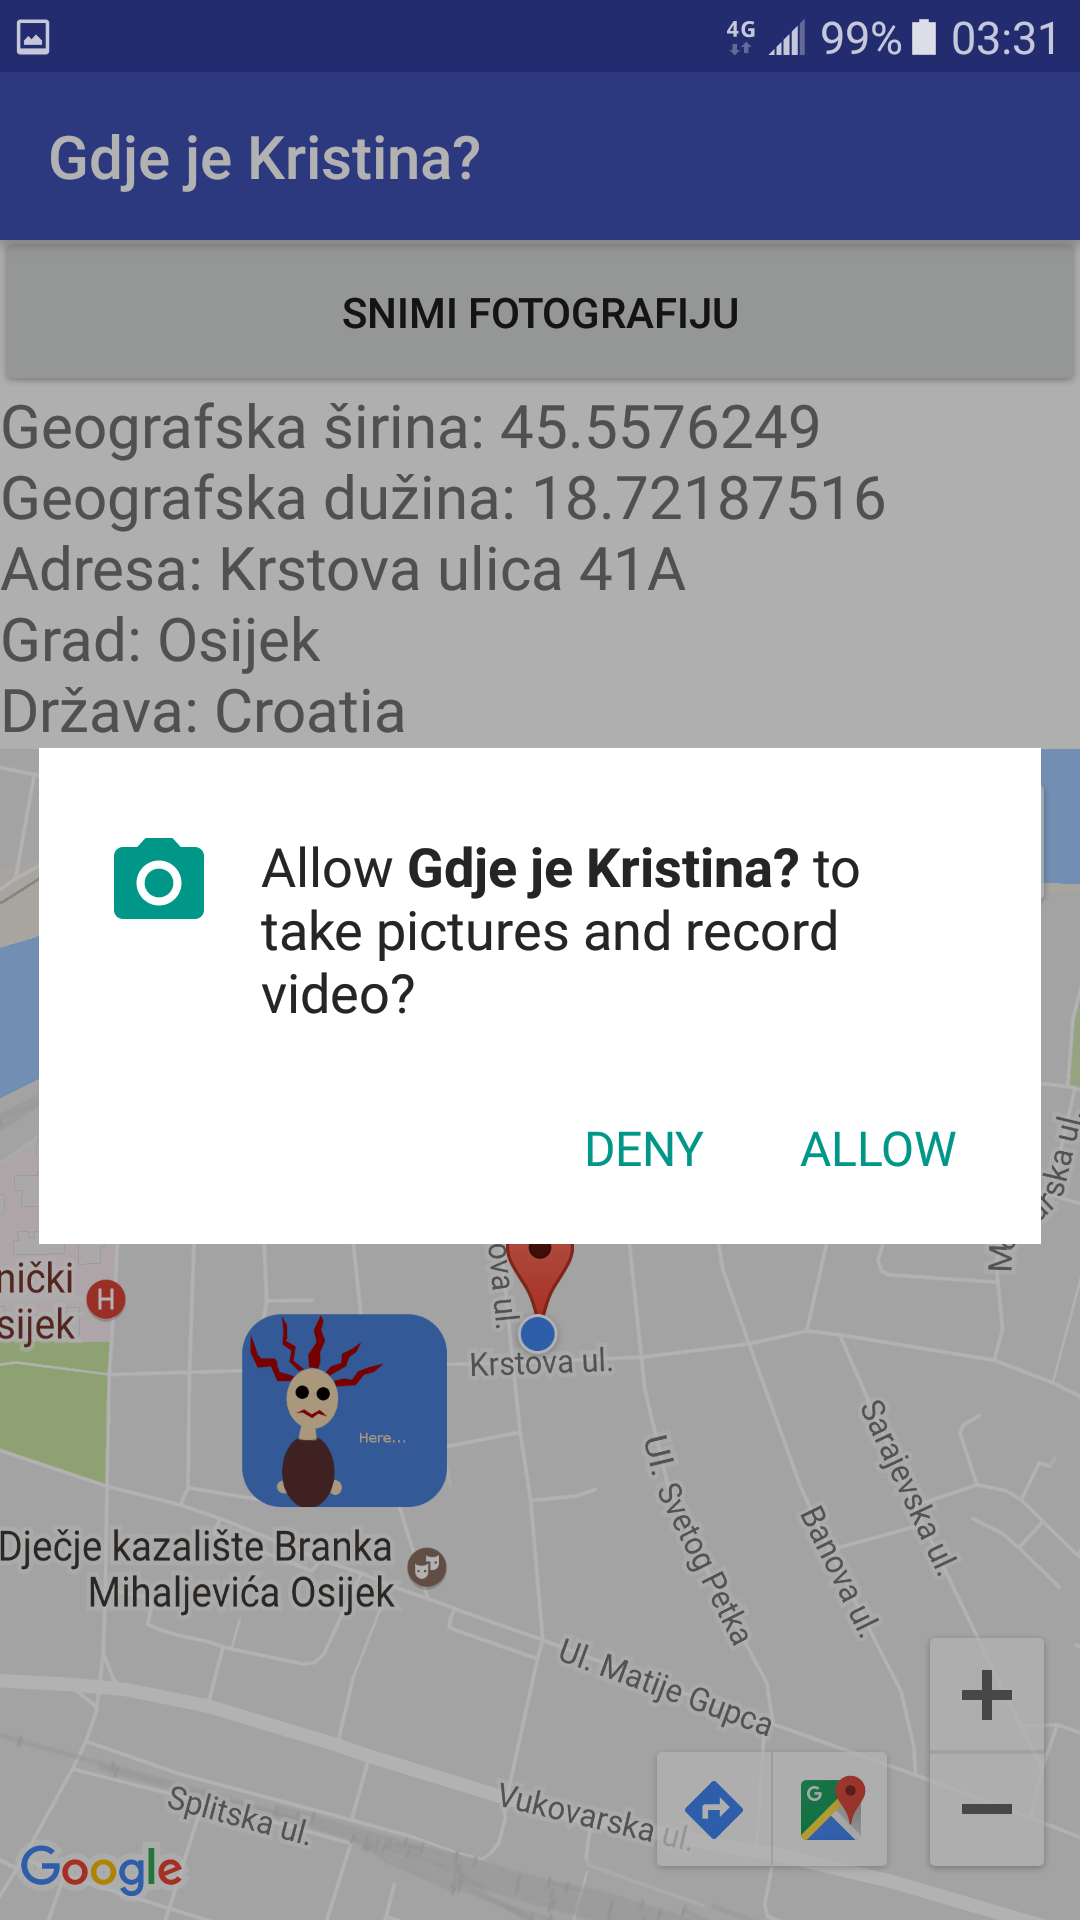 4G 99% 03:31
Gdje je Kristina?
SNIMI FOTOGRAFIJU
Geografska širina: 45.5576249
Geografska dužina: 18.72187516
Adresa: Krstova ulica 41A
Grad: Osijek
Država: Croatia
Allow Gdje je Kristina? to
take pictures and record
video?
DENY ALLOW
rska ul.
nički
sijek
H
ova ul.
Krstova ul.
Here...
Sarajevska ul.
Ul. Svetog Petka
Banova ul.
Dječje kazalište Branka
Mihaljevića Osijek
Ul. Matije Gupca
Splitska ul.
Vukovarska ul.
G
Google